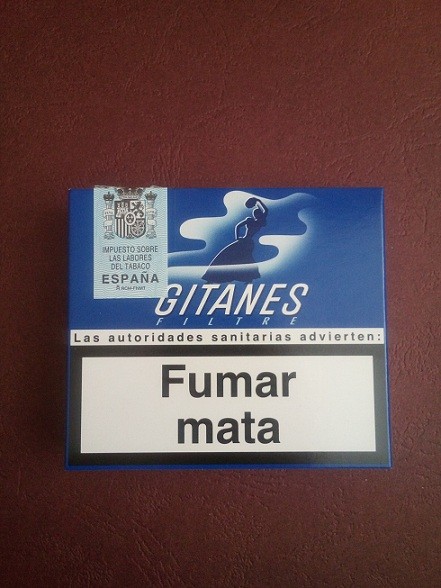 IMPUESTO SOBRE
LAS LABORES
DEL TABACO
ESPAÑA
GITANES
FILTRE
Las autoridades sanitarias advierten:
Fumar
mata